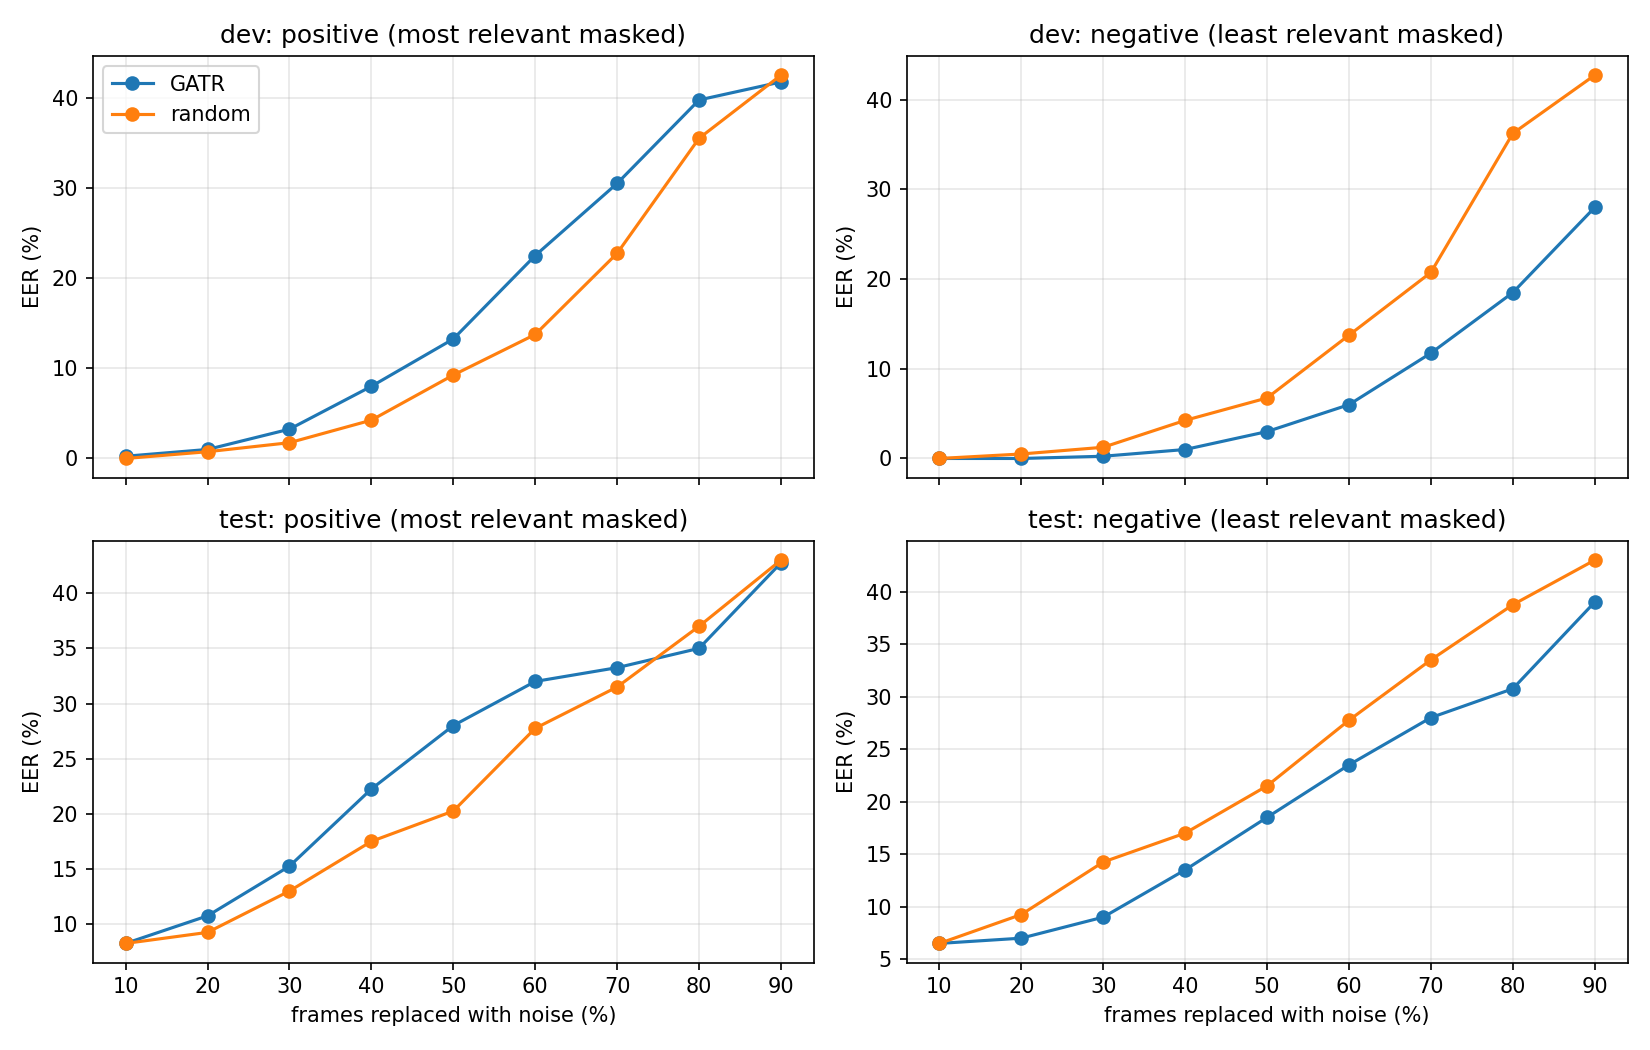 dev: positive (most relevant masked)
GATR
random
EER (%)
40
30
20
10
0
dev: negative (least relevant masked)
EER (%)
40
30
20
10
0
test: positive (most relevant masked)
EER (%)
40
35
30
25
20
15
10
10 20 30 40 50 60 70 80 90
frames replaced with noise (%)
test: negative (least relevant masked)
EER (%)
40
35
30
25
20
15
10
5
10 20 30 40 50 60 70 80 90
frames replaced with noise (%)